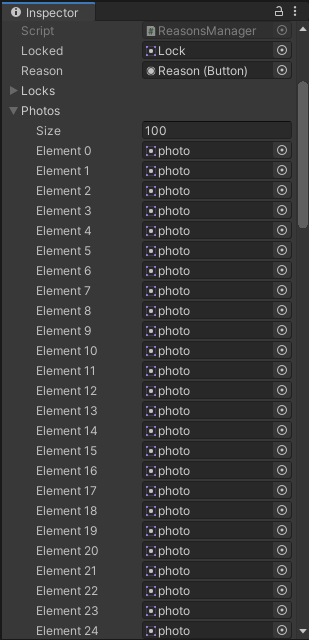 Inspector
Script ReasonsManager
Locked Lock
Reason Reason (Button)
Locks
Photos
Size 100
Element 0 photo
Element 1 photo
Element 2 photo
Element 3 photo
Element 4 photo
Element 5 photo
Element 6 photo
Element 7 photo
Element 8 photo
Element 9 photo
Element 10 photo
Element 11 photo
Element 12 photo
Element 13 photo
Element 14 photo
Element 15 photo
Element 16 photo
Element 17 photo
Element 18 photo
Element 19 photo
Element 20 photo
Element 21 photo
Element 22 photo
Element 23 photo
Element 24 photo